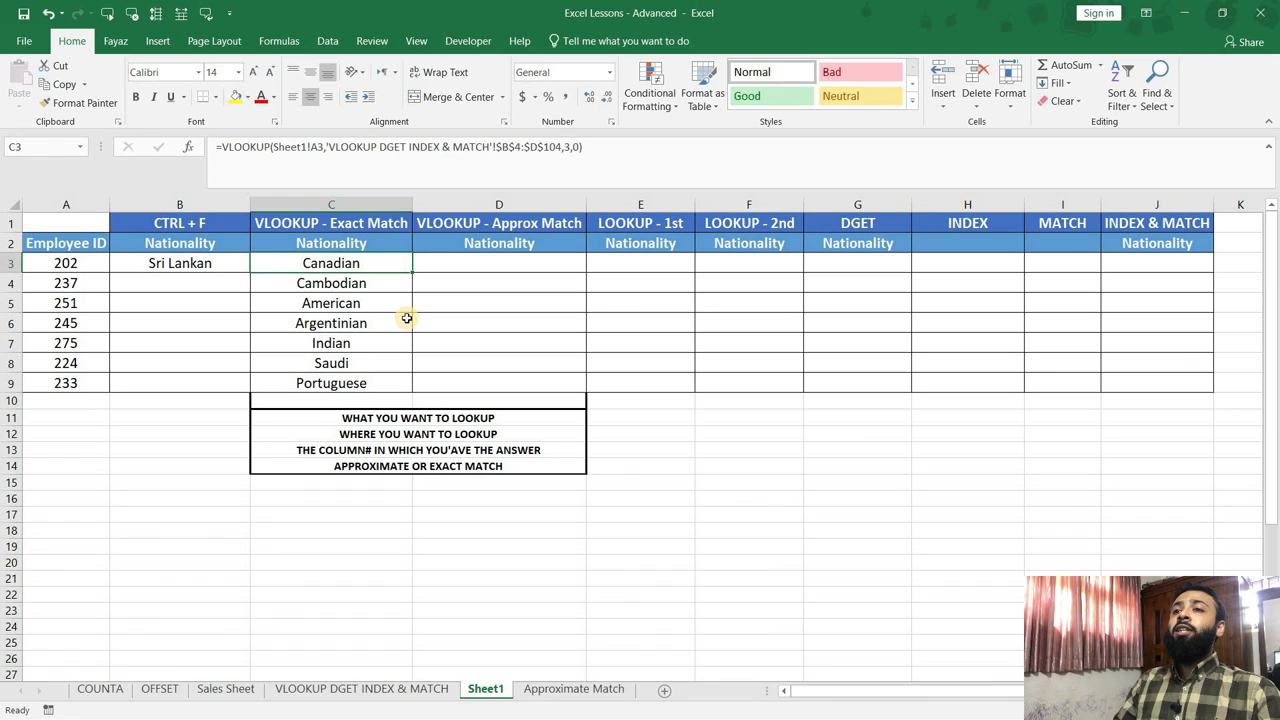 Excel Lessons - Advanced - Excel
Sign in
File Home Fayaz Insert Page Layout Formulas Data Review View Developer Help Tell me what you want to do Share
Paste
Cut
Copy
Format Painter
Clipboard
Calibri 14
B I U
Font
Wrap Text
Merge & Center
Alignment
General
$ % ,
Number
Conditional Formatting
Format as Table
Normal Bad
Good Neutral
Styles
Insert Delete Format
Cells
AutoSum
Fill
Clear
Sort & Filter
Find & Select
Editing
C3 fx =VLOOKUP(Sheet1!A3,'VLOOKUP DGET INDEX & MATCH'!$B$4:$D$104,3,0)
A B C D E F G H I J K
1 CTRL + F VLOOKUP - Exact Match VLOOKUP - Approx Match LOOKUP - 1st LOOKUP - 2nd DGET INDEX MATCH INDEX & MATCH
2 Employee ID Nationality Nationality Nationality Nationality Nationality Nationality Nationality
3 202 Sri Lankan Canadian
4 237 Cambodian
5 251 American
6 245 Argentinian
7 275 Indian
8 224 Saudi
9 233 Portuguese
10
11 WHAT YOU WANT TO LOOKUP
12 WHERE YOU WANT TO LOOKUP
13 THE COLUMN# IN WHICH YOU'AVE THE ANSWER
14 APPROXIMATE OR EXACT MATCH
15
16
17
18
19
20
21
22
23
24
25
26
27
COUNTA OFFSET Sales Sheet VLOOKUP DGET INDEX & MATCH Sheet1 Approximate Match
Ready